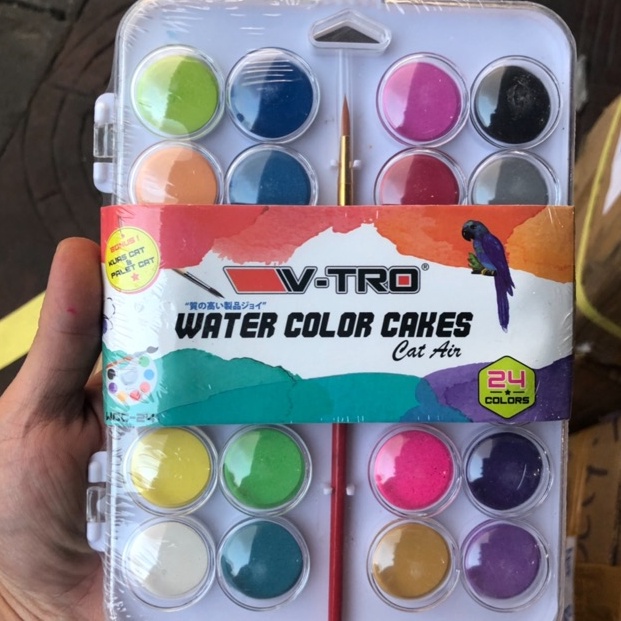 BONUS!
KUAS CAT
&
PALET CAT
V-TRO®
"質の高い製品ジョイ"
WATER COLOR CAKES
Cat Air
24
COLORS